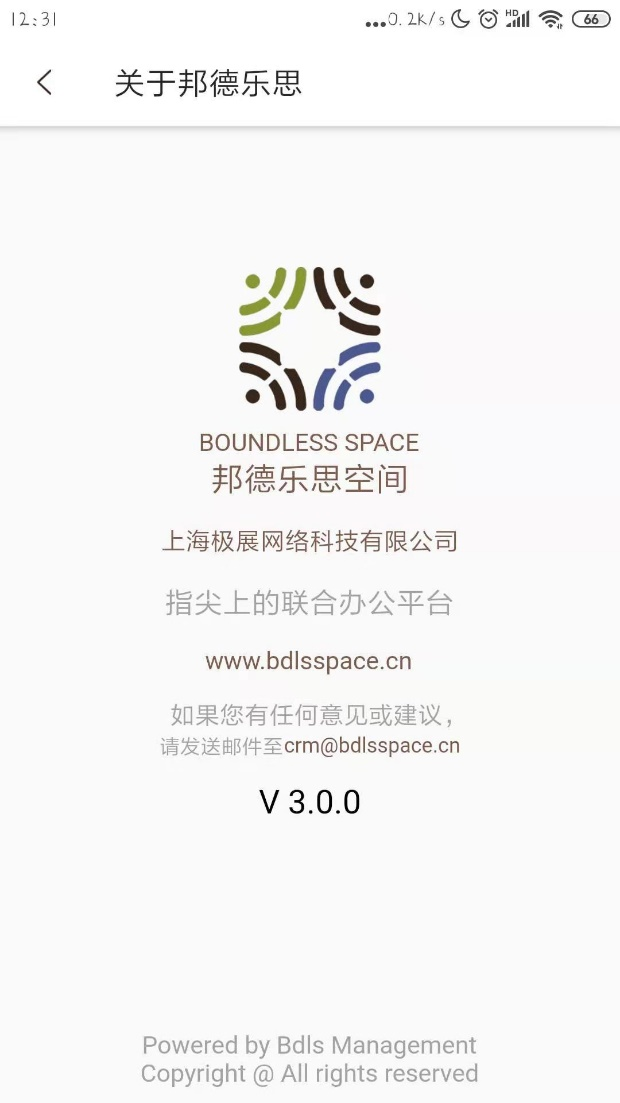 12:31
...0.2K/s HD 66
关于邦德乐思
BOUNDLESS SPACE
邦德乐思空间
上海极展网络科技有限公司
指尖上的联合办公平台
www.bdlsspace.cn
如果您有任何意见或建议，
请发送邮件至crm@bdlsspace.cn
V 3.0.0
Powered by Bdls Management
Copyright @ All rights reserved